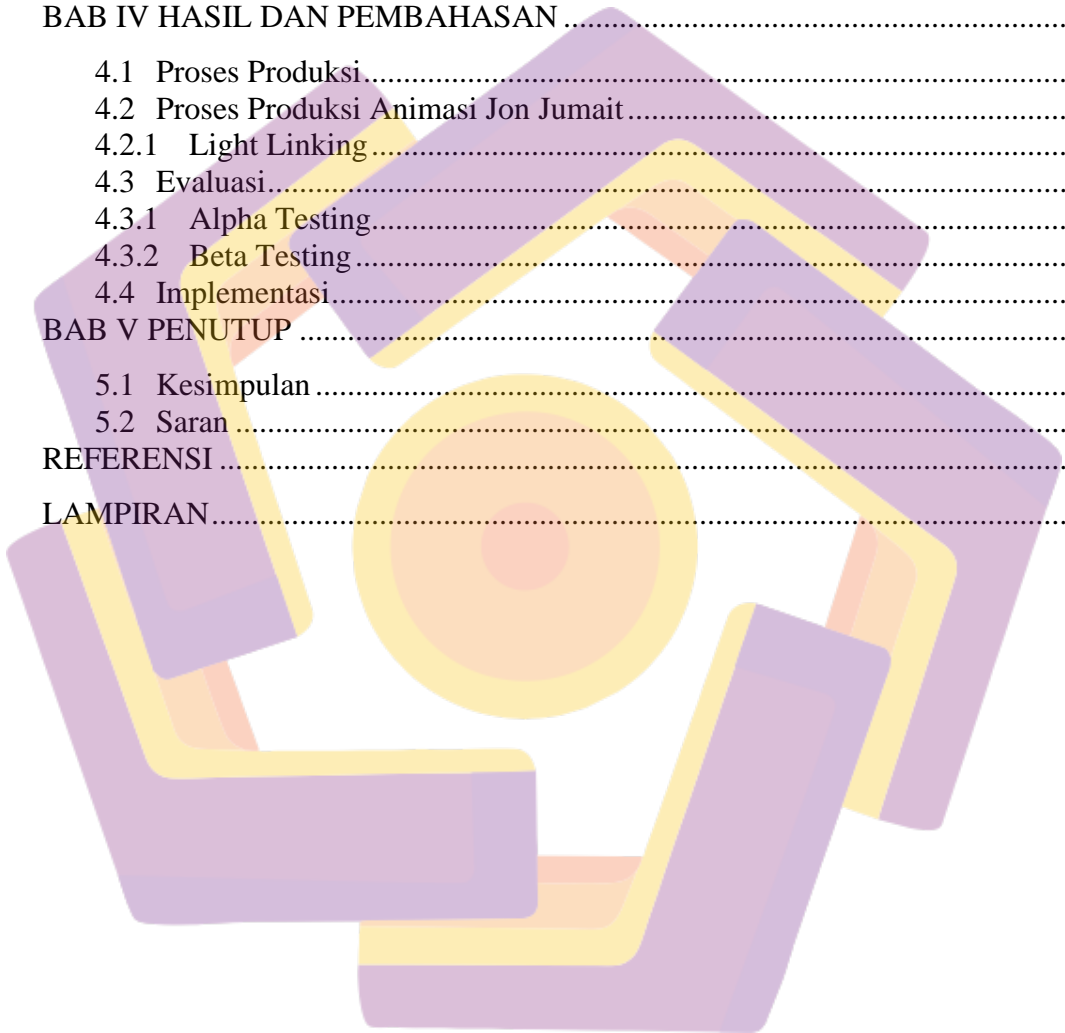 BAB IV HASIL DAN PEMBAHASAN ..........................................................
4.1 Proses Produksi..................................................................................
4.2 Proses Produksi Animasi Jon Jumait ..................................................
4.2.1 Light Linking ..................................................................................
4.3 Evaluasi.............................................................................................
4.3.1 Alpha Testing..................................................................................
4.3.2 Beta Testing ...................................................................................
4.4 Implementasi......................................................................................
BAB V PENUTUP ....................................................................................
5.1 Kesimpulan .......................................................................................
5.2 Saran .................................................................................................
REFERENSI .............................................................................................
LAMPIRAN..............................................................................................